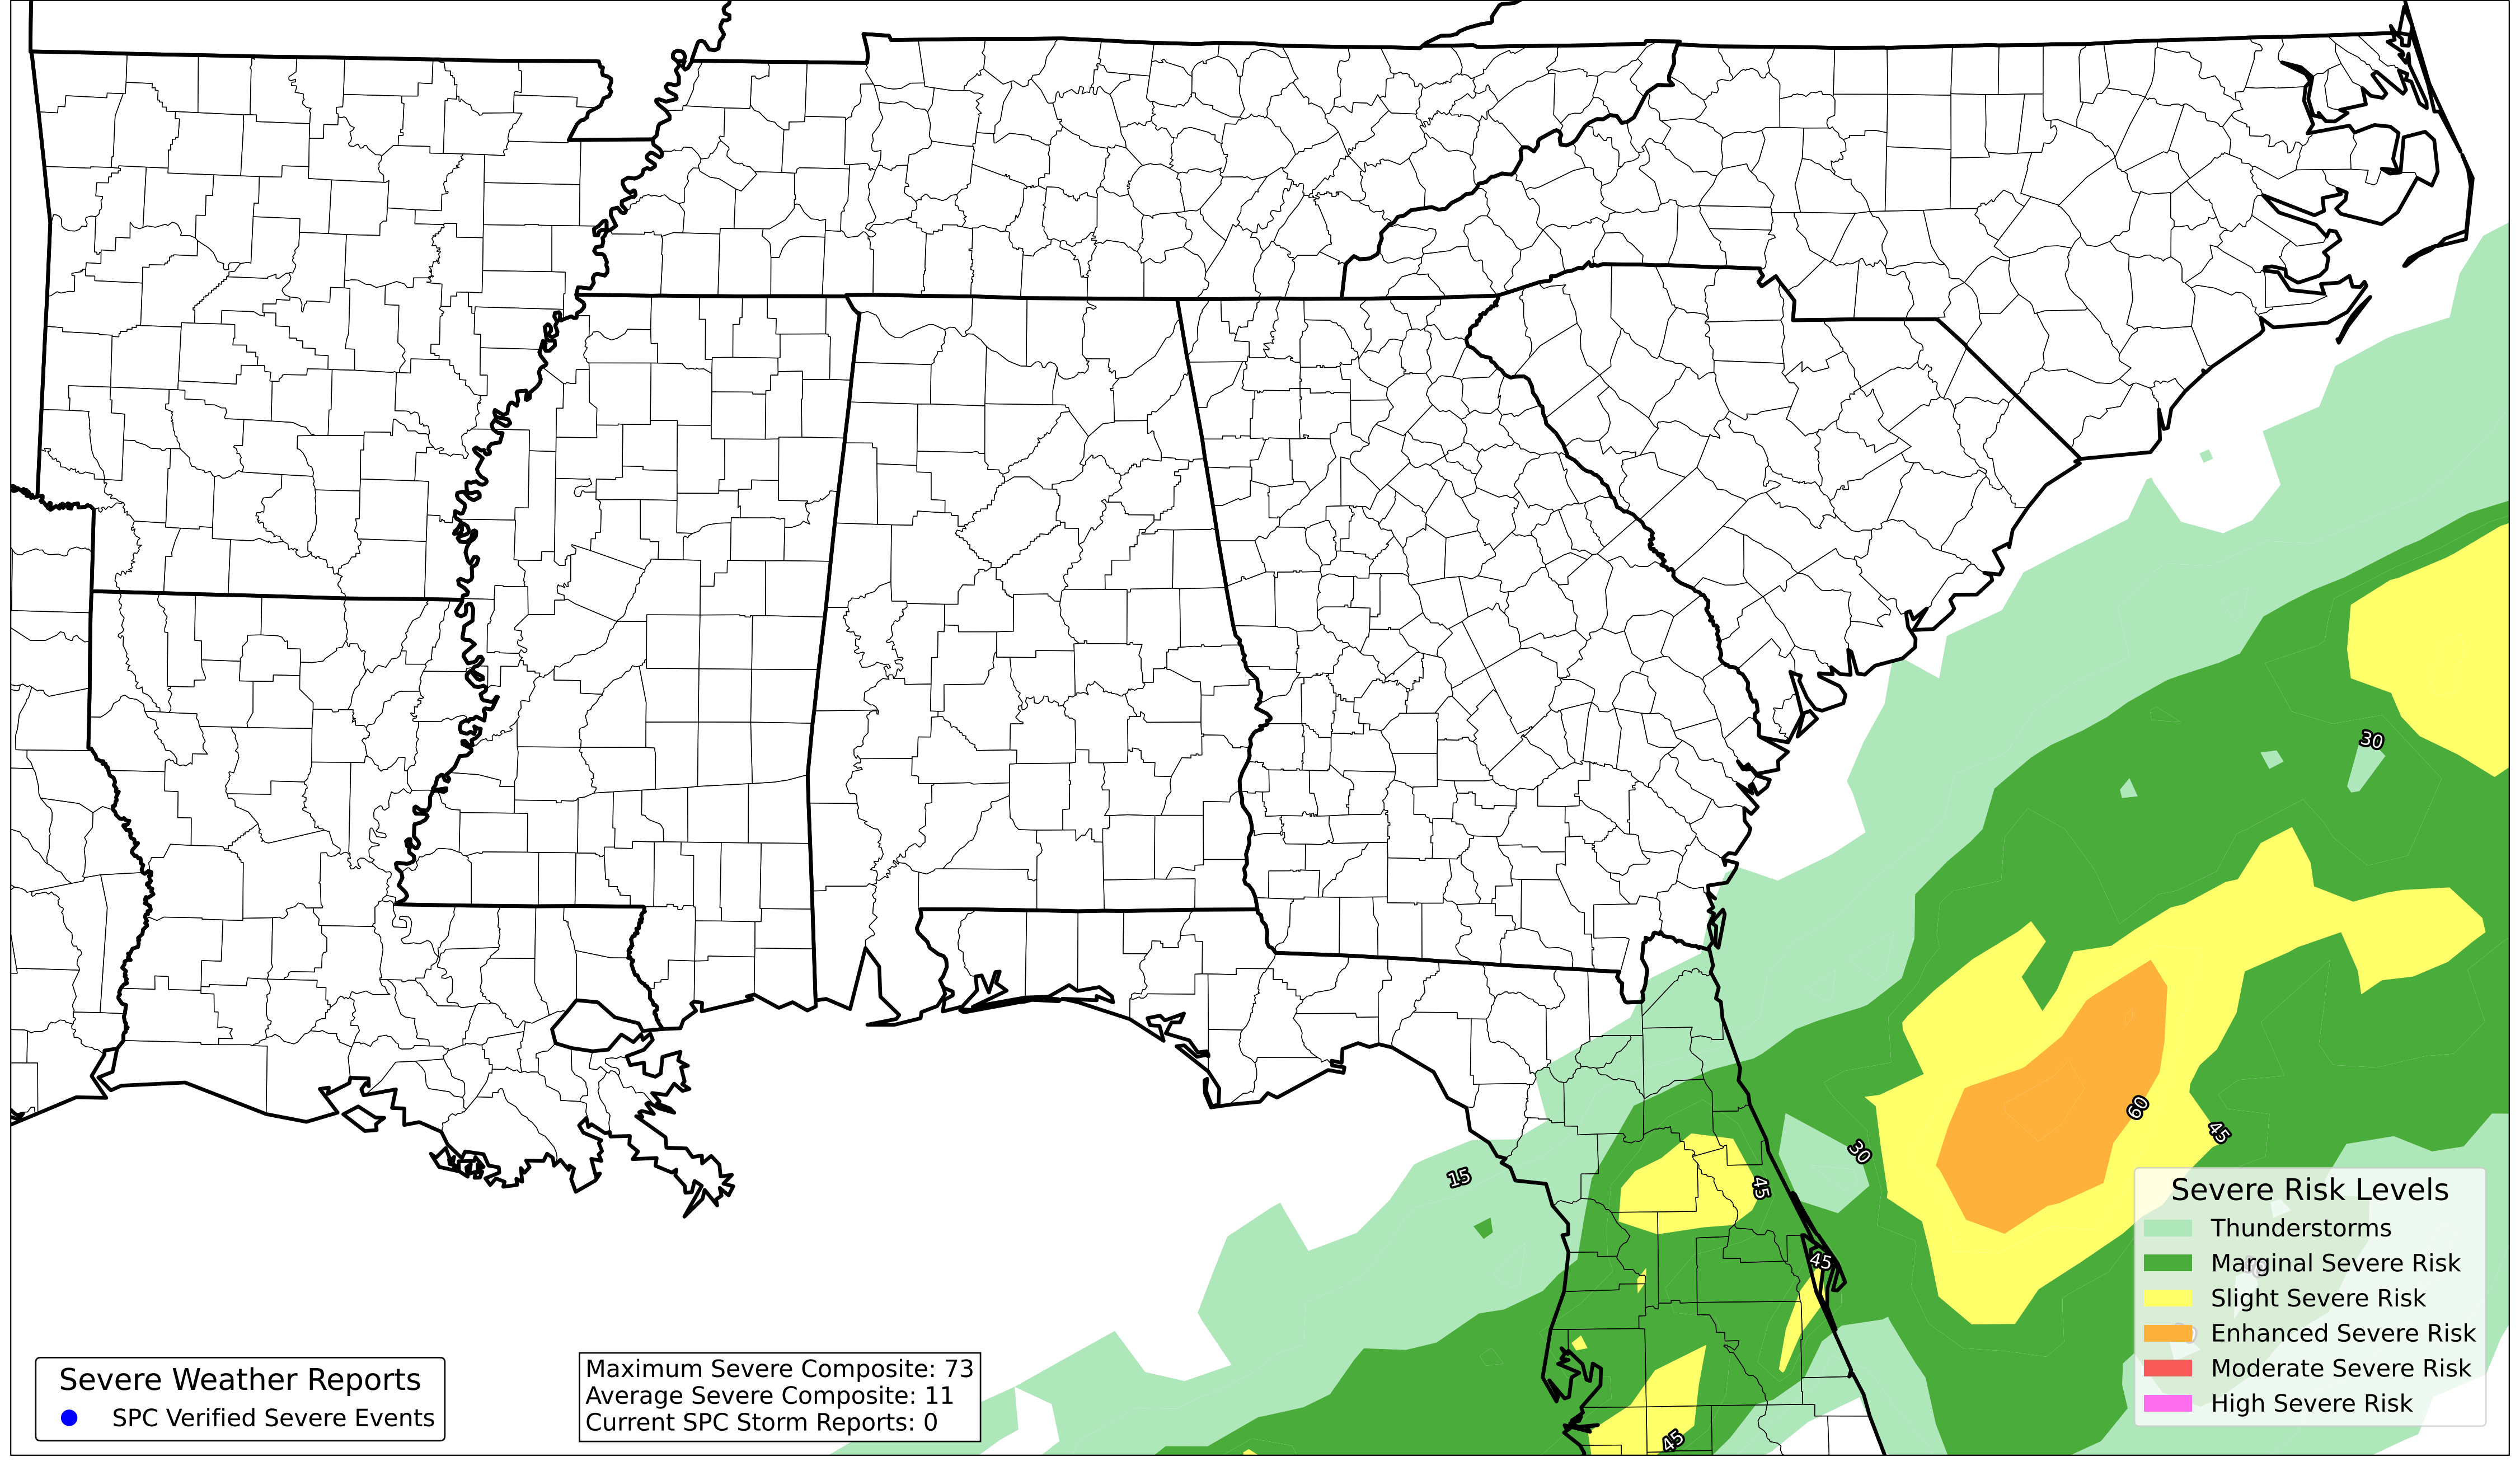 30
60
45
30
15
45
45
45
Severe Risk Levels
Thunderstorms
Marginal Severe Risk
Slight Severe Risk
Enhanced Severe Risk
Moderate Severe Risk
High Severe Risk
Severe Weather Reports
SPC Verified Severe Events
Maximum Severe Composite: 73
Average Severe Composite: 11
Current SPC Storm Reports: 0